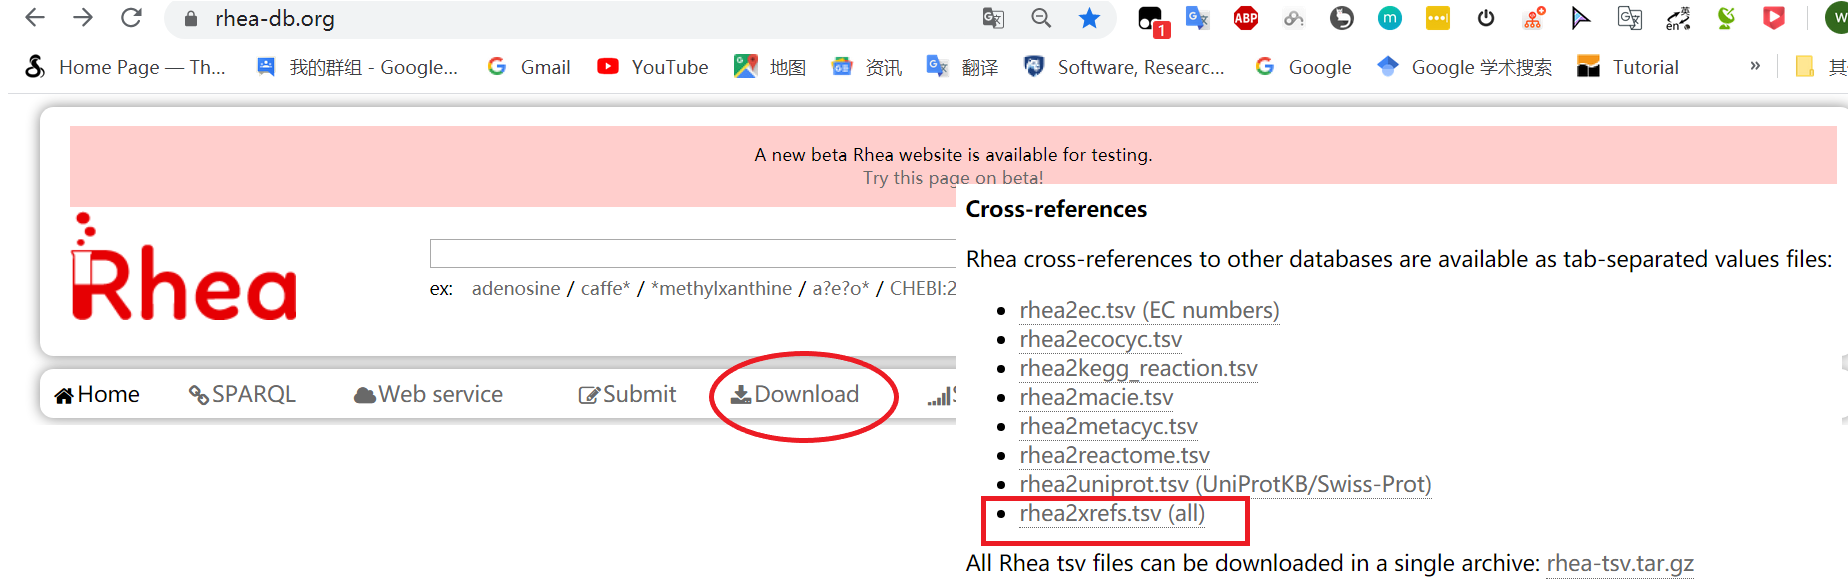 rhea-db.org
1
ABP
m
英
en
W
Home Page — Th...
我的群组 - Google...
Gmail
YouTube
地图
资讯
翻译
Software, Researc...
Google
Google 学术搜索
Tutorial
»
A new beta Rhea website is available for testing.
Try this page on beta!
Rhea
ex: adenosine / caffe* / *methylxanthine / a?e?o* / CHEBI:2
Home
SPARQL
Web service
Submit
Download
S
Cross-references
Rhea cross-references to other databases are available as tab-separated values files:
• rhea2ec.tsv (EC numbers)
• rhea2ecocyc.tsv
• rhea2kegg_reaction.tsv
• rhea2macie.tsv
• rhea2metacyc.tsv
• rhea2reactome.tsv
• rhea2uniprot.tsv (UniProtKB/Swiss-Prot)
• rhea2xrefs.tsv (all)
All Rhea tsv files can be downloaded in a single archive: rhea-tsv.tar.gz